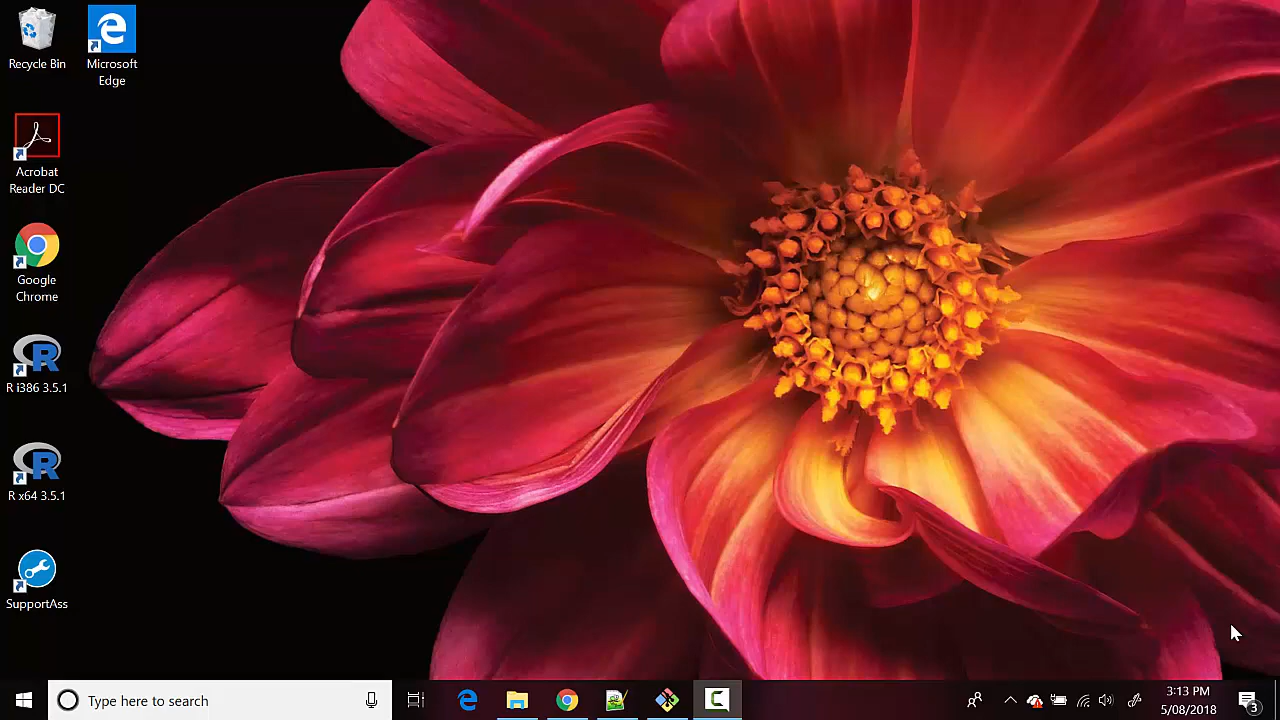 Recycle Bin
Microsoft
Edge
Acrobat
Reader DC
Google
Chrome
R i386 3.5.1
R x64 3.5.1
SupportAss
Type here to search
3:13 PM
5/08/2018
3